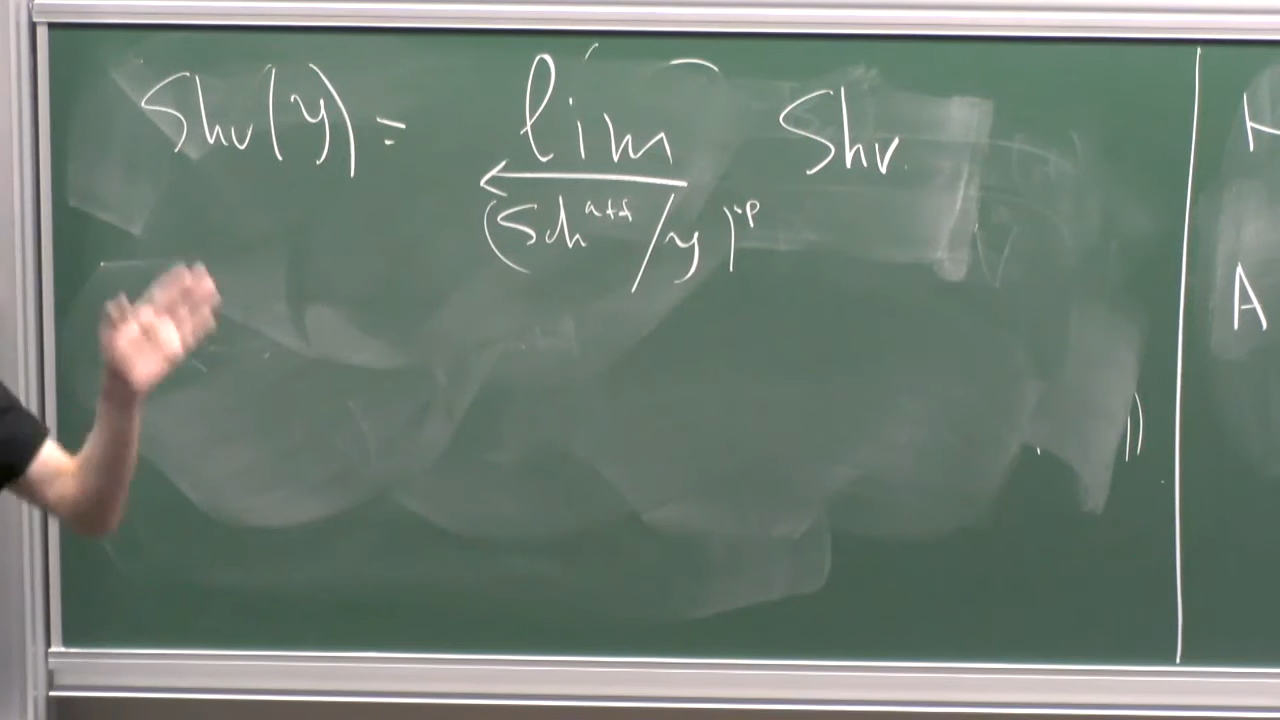 Shv(y) = lim Shv
(Sch^aff/y)^op
A